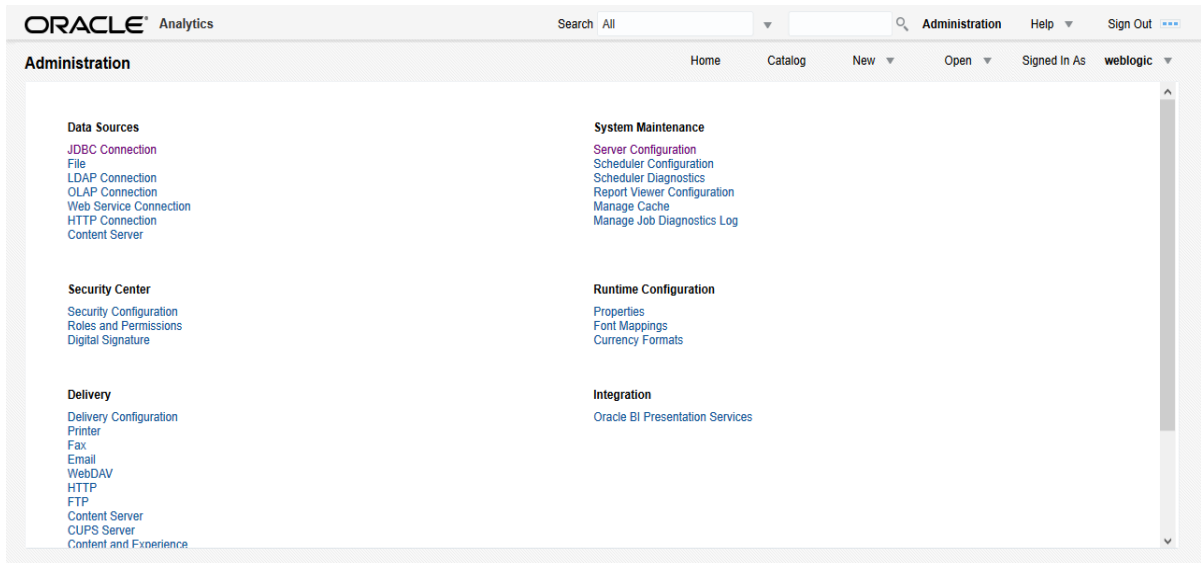 ORACLE Analytics Search All Administration Help Sign Out
Administration Home Catalog New Open Signed In As weblogic
Data Sources
JDBC Connection
File
LDAP Connection
OLAP Connection
Web Service Connection
HTTP Connection
Content Server
System Maintenance
Server Configuration
Scheduler Configuration
Scheduler Diagnostics
Report Viewer Configuration
Manage Cache
Manage Job Diagnostics Log
Security Center
Security Configuration
Roles and Permissions
Digital Signature
Runtime Configuration
Properties
Font Mappings
Currency Formats
Delivery
Delivery Configuration
Printer
Fax
Email
WebDAV
HTTP
FTP
Content Server
CUPS Server
Content and Experience
Integration
Oracle BI Presentation Services